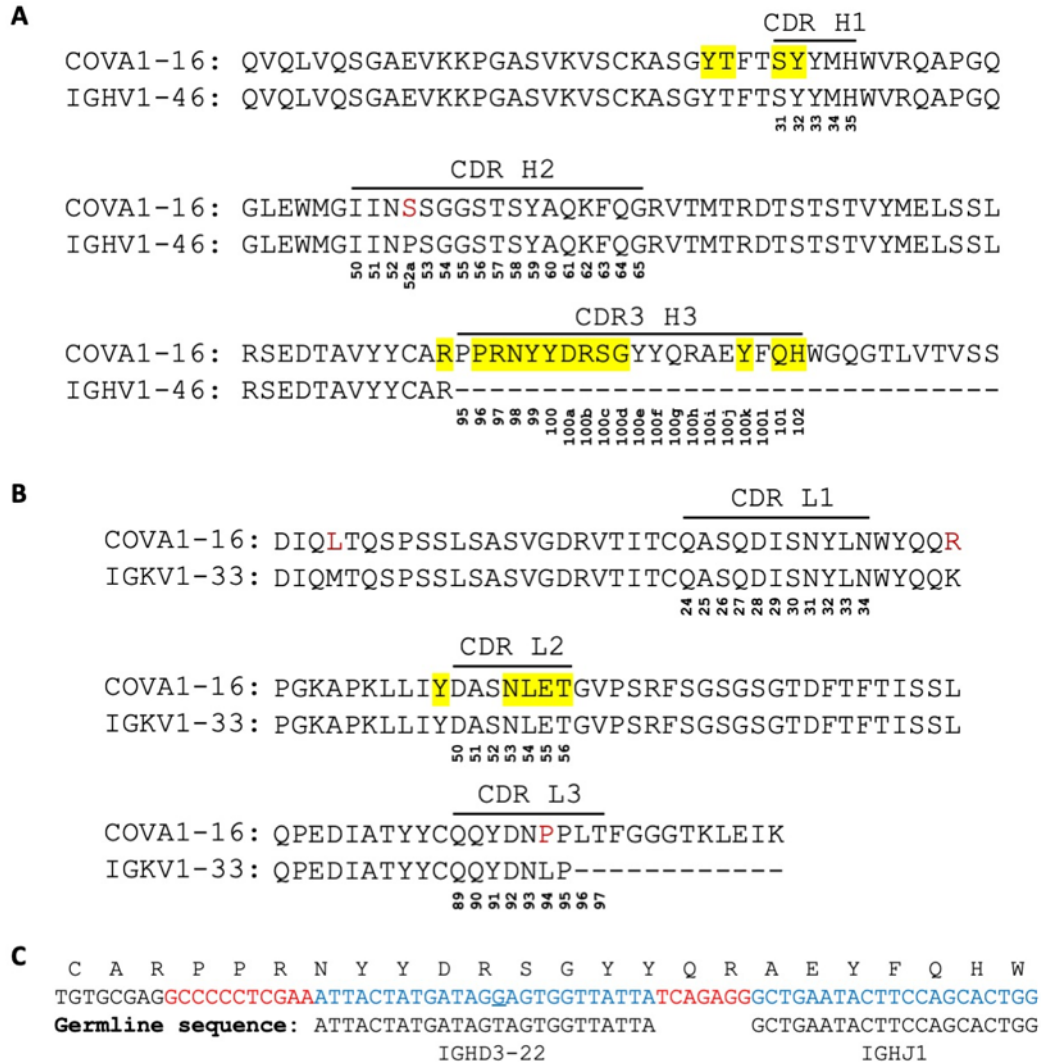 A
CDR H1
COVA1-16: QVQLVQSGAEVKKPGASVKVSCKASGYTFTSYYMHWVRQAPGQ
IGHV1-46: QVQLVQSGAEVKKPGASVKVSCKASGYTFTSYYMHWVRQAPGQ
31 32 33 34 35
CDR H2
COVA1-16: GLEWMGIINSSGGSTSYAQKFQGRVTMTRDTSTSTVYMELSSL
IGHV1-46: GLEWMGIINPSGGSTSYAQKFQGRVTMTRDTSTSTVYMELSSL
50 51 52 52a 53 54 55 56 57 58 59 60 61 62 63 64 65
CDR3 H3
COVA1-16: RSEDTAVYYCARPPRNYYDRSGYYQRAEYFQHWGQGTLVTVSS
IGHV1-46: RSEDTAVYYCAR-------------------------------
95 96 97 98 99 100 100a 100b 100c 100d 100e 100f 100g 100h 100i 100j 100k 100l 101 102
B
CDR L1
COVA1-16: DIQLTQSPSSLSASVGDRVTITCQASQDISNYLNWYQQR
IGKV1-33: DIQMTQSPSSLSASVGDRVTITCQASQDISNYLNWYQQK
24 25 26 27 28 29 30 31 32 33 34
CDR L2
COVA1-16: PGKAPKLLIYDASNLETGVPSRFSGSGSGTDFTFTISSL
IGKV1-33: PGKAPKLLIYDASNLETGVPSRFSGSGSGTDFTFTISSL
50 51 52 53 54 55 56
CDR L3
COVA1-16: QPEDIATYYCQQYDNPPLTFGGGTKLEIK
IGKV1-33: QPEDIATYYCQQYDNLP------------
89 90 91 92 93 94 95 96 97
C
C A R P P R N Y Y D R S G Y Y Q R A E Y F Q H W
TGTGCGAGGCCCCCTCGAAATTACTATGATAGGAGTGGTTATTATCAGAGGGCTGAATACTTCCAGCACTGG
Germline sequence: ATTACTATGATAGTAGTGGTTATTA GCTGAATACTTCCAGCACTGG
IGHD3-22 IGHJ1